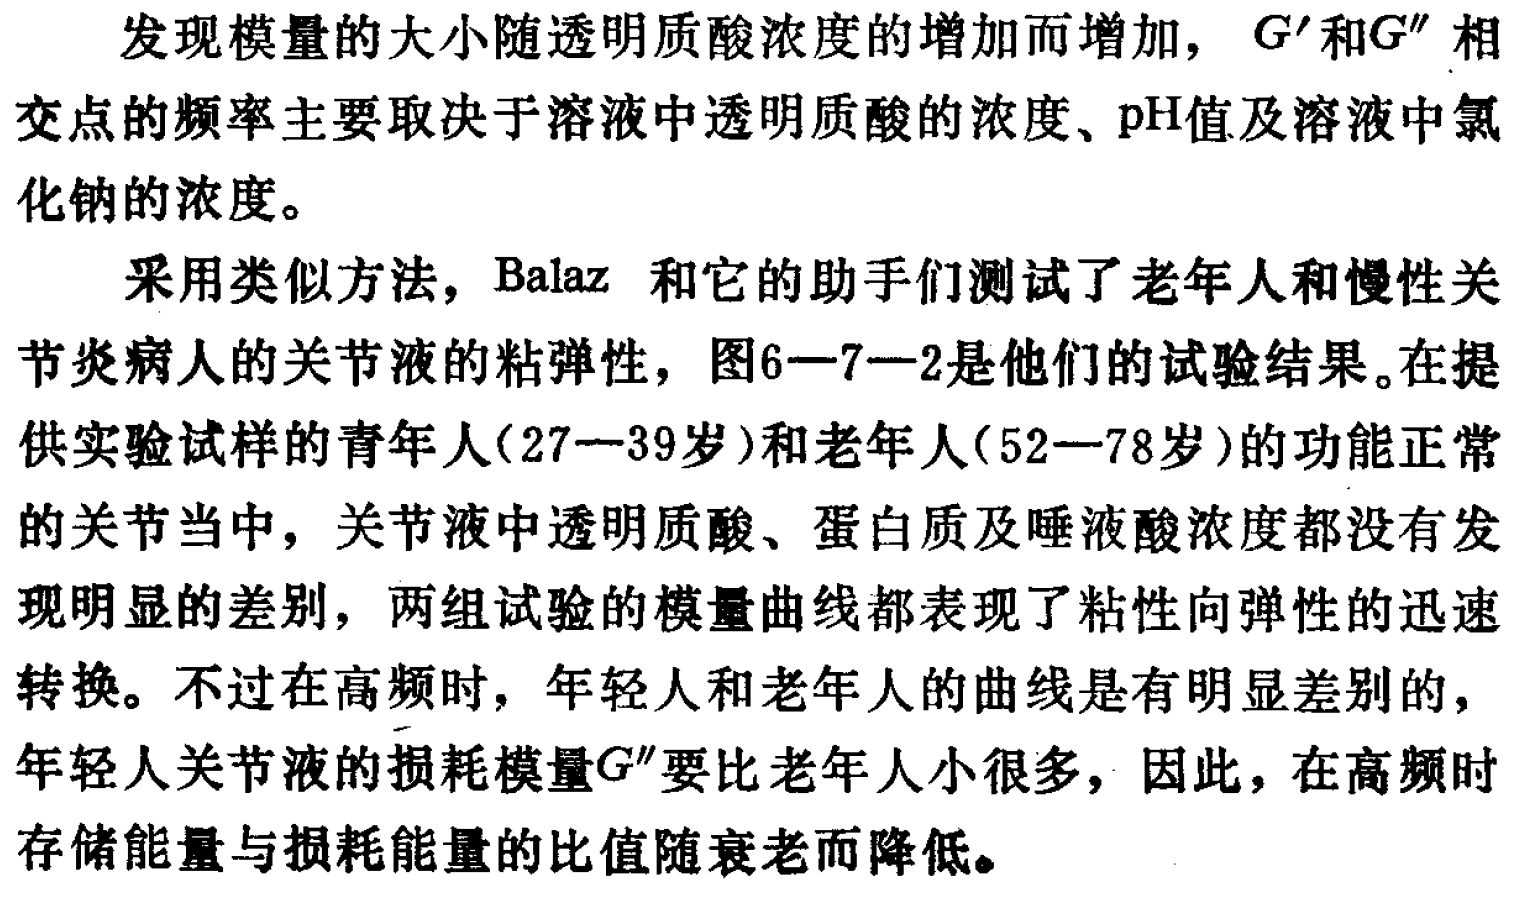 发现模量的大小随透明质酸浓度的增加而增加， G′和G″ 相
交点的频率主要取决于溶液中透明质酸的浓度、pH值及溶液中氯
化钠的浓度。
采用类似方法，Balaz 和它的助手们测试了老年人和慢性关
节炎病人的关节液的粘弹性，图6—7—2是他们的试验结果。在提
供实验试样的青年人(27—39岁)和老年人(52—78岁)的功能正常
的关节当中，关节液中透明质酸、蛋白质及唾液酸浓度都没有发
现明显的差别，两组试验的模量曲线都表现了粘性向弹性的迅速
转换。不过在高频时，年轻人和老年人的曲线是有明显差别的，
年轻人关节液的损耗模量G″要比老年人小很多，因此，在高频时
存储能量与损耗能量的比值随衰老而降低。